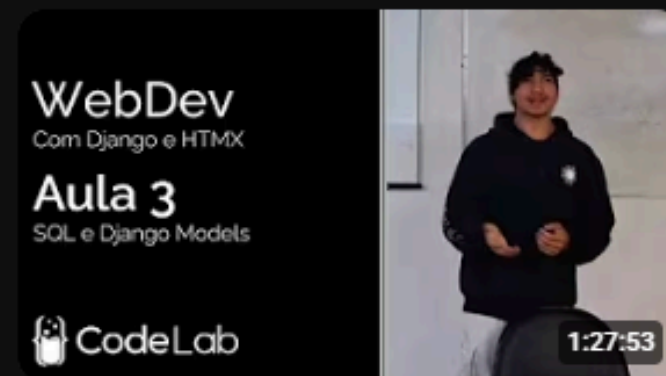 WebDev
Com Django e HTMX
Aula 3
SQL e Django Models
CodeLab
1:27:53